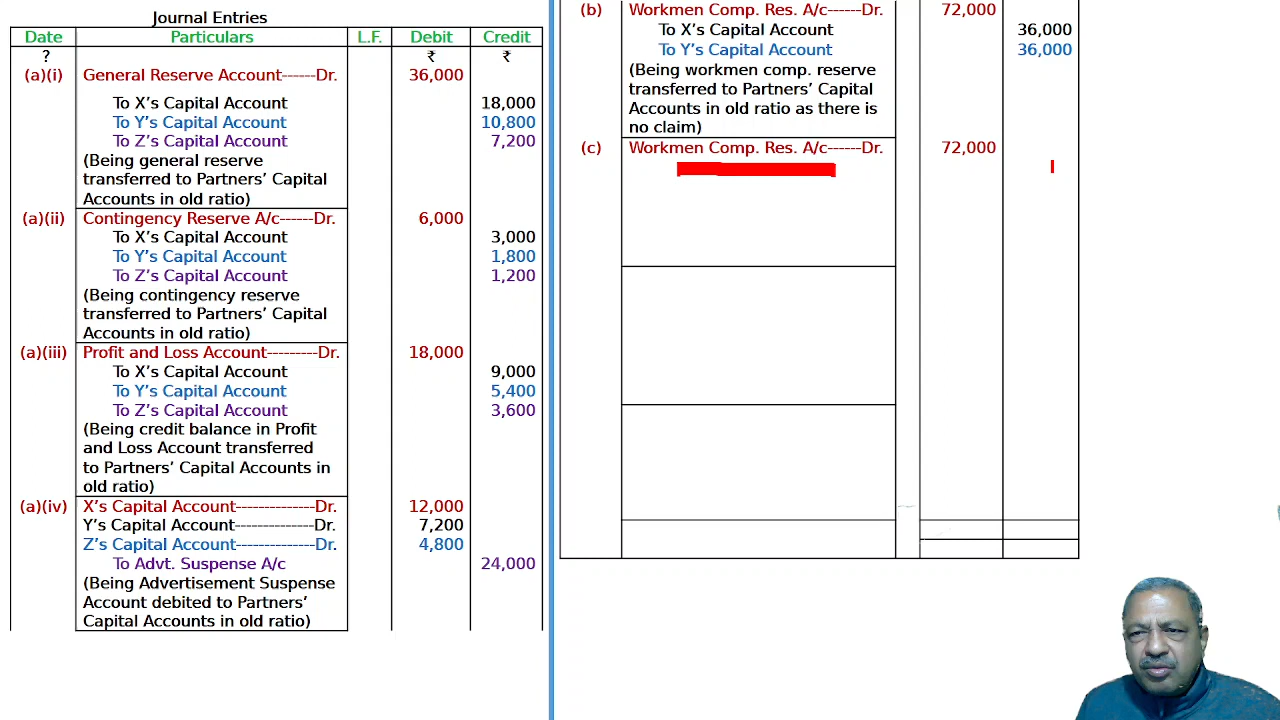 Journal Entries
Date Particulars L.F. Debit Credit
? ₹ ₹
(a)(i) General Reserve Account------Dr. 36,000
To X's Capital Account 18,000
To Y's Capital Account 10,800
To Z's Capital Account 7,200
(Being general reserve
transferred to Partners' Capital
Accounts in old ratio)
(a)(ii) Contingency Reserve A/c------Dr. 6,000
To X's Capital Account 3,000
To Y's Capital Account 1,800
To Z's Capital Account 1,200
(Being contingency reserve
transferred to Partners' Capital
Accounts in old ratio)
(a)(iii) Profit and Loss Account---------Dr. 18,000
To X's Capital Account 9,000
To Y's Capital Account 5,400
To Z's Capital Account 3,600
(Being credit balance in Profit
and Loss Account transferred
to Partners' Capital Accounts in
old ratio)
(a)(iv) X's Capital Account--------------Dr. 12,000
Y's Capital Account--------------Dr. 7,200
Z's Capital Account--------------Dr. 4,800
To Advt. Suspense A/c 24,000
(Being Advertisement Suspense
Account debited to Partners'
Capital Accounts in old ratio)
(b) Workmen Comp. Res. A/c------Dr. 72,000
To X's Capital Account 36,000
To Y's Capital Account 36,000
(Being workmen comp. reserve
transferred to Partners' Capital
Accounts in old ratio as there is
no claim)
(c) Workmen Comp. Res. A/c------Dr. 72,000